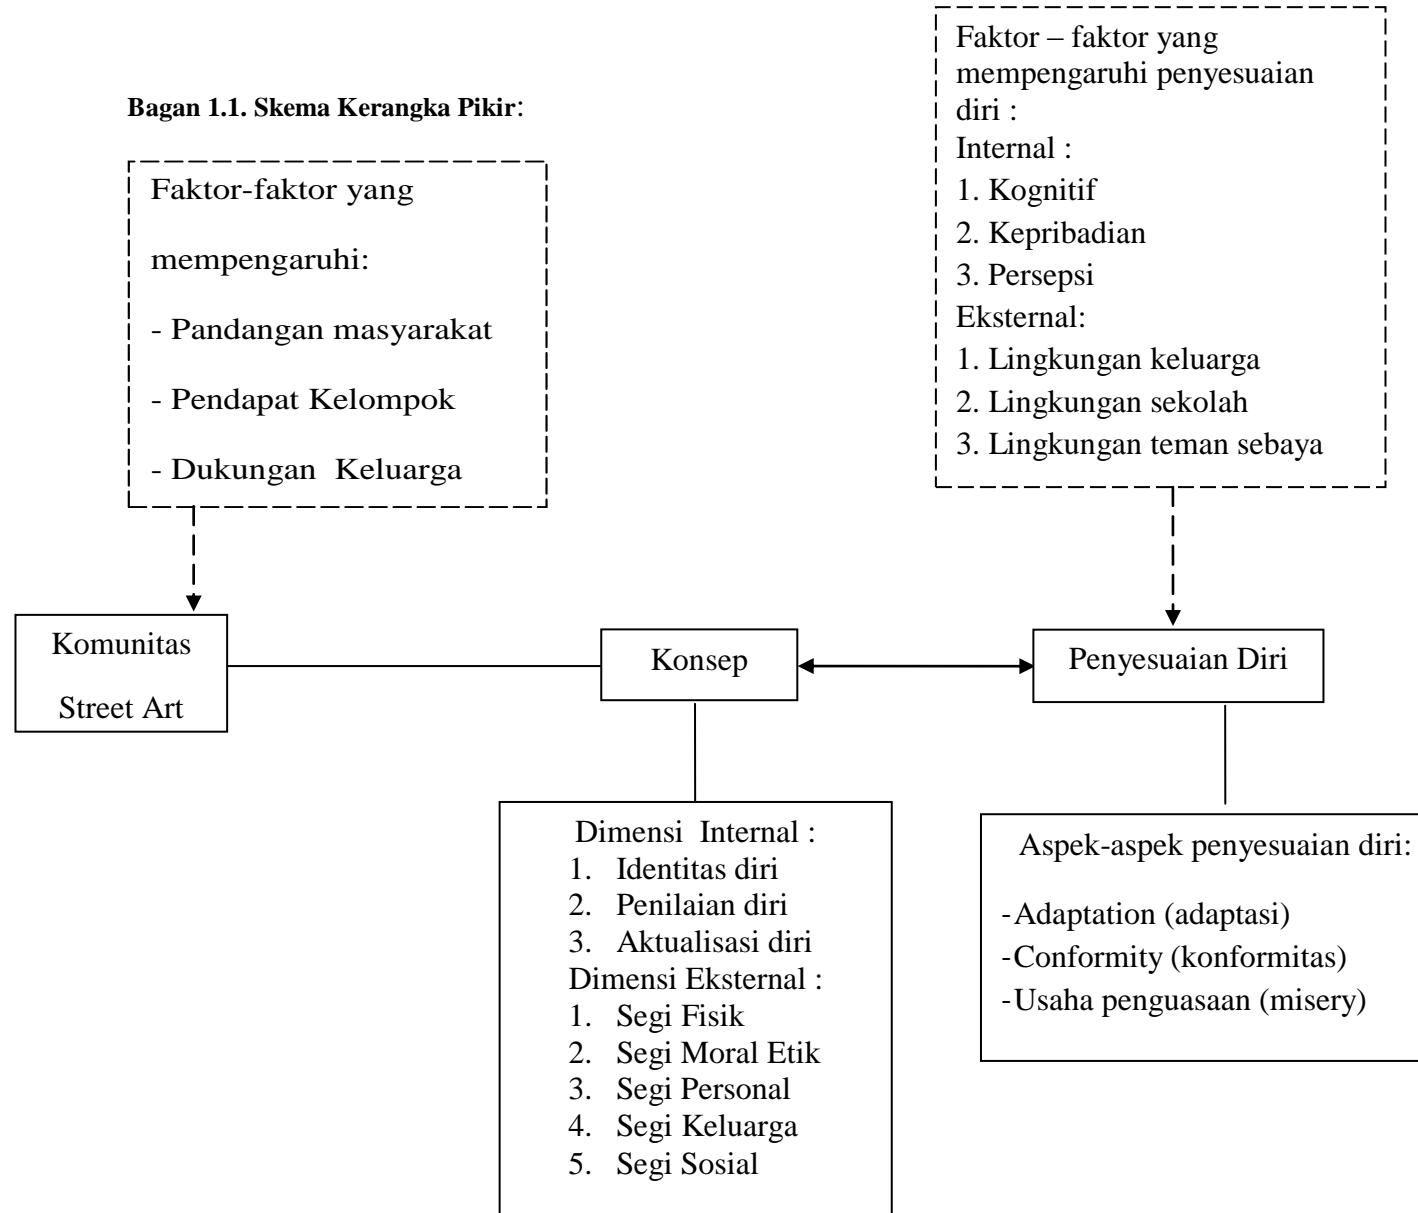 Bagan 1.1. Skema Kerangka Pikir:
Faktor-faktor yang
mempengaruhi:
- Pandangan masyarakat
- Pendapat Kelompok
- Dukungan Keluarga
Faktor – faktor yang
mempengaruhi penyesuaian
diri :
Internal :
1. Kognitif
2. Kepribadian
3. Persepsi
Eksternal:
1. Lingkungan keluarga
2. Lingkungan sekolah
3. Lingkungan teman sebaya
Komunitas
Street Art
Konsep
Penyesuaian Diri
Dimensi Internal :
1. Identitas diri
2. Penilaian diri
3. Aktualisasi diri
Dimensi Eksternal :
1. Segi Fisik
2. Segi Moral Etik
3. Segi Personal
4. Segi Keluarga
5. Segi Sosial
Aspek-aspek penyesuaian diri:
-Adaptation (adaptasi)
-Conformity (konformitas)
-Usaha penguasaan (misery)